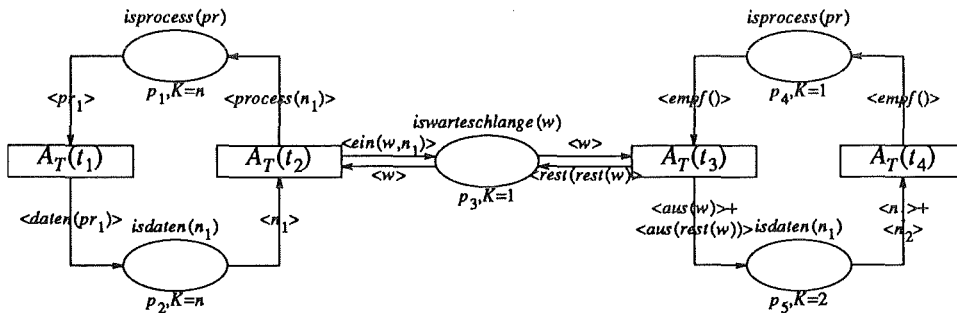 isprocess(pr)
p1,K=n
<pr1>
<process(n1)>
AT(t1)
AT(t2)
<daten(pr1)>
<n1>
isdaten(n1)
p2,K=n
<ein(w,n1)>
<w>
iswarteschlange(w)
p3,K=1
<w>
<rest(rest(w)>
isprocess(pr)
p4,K=1
<empf()>
<empf()>
AT(t3)
AT(t4)
<aus(w)>+
<aus(rest(w))>
isdaten(n1)
<n1>+
<n2>
p5,K=2